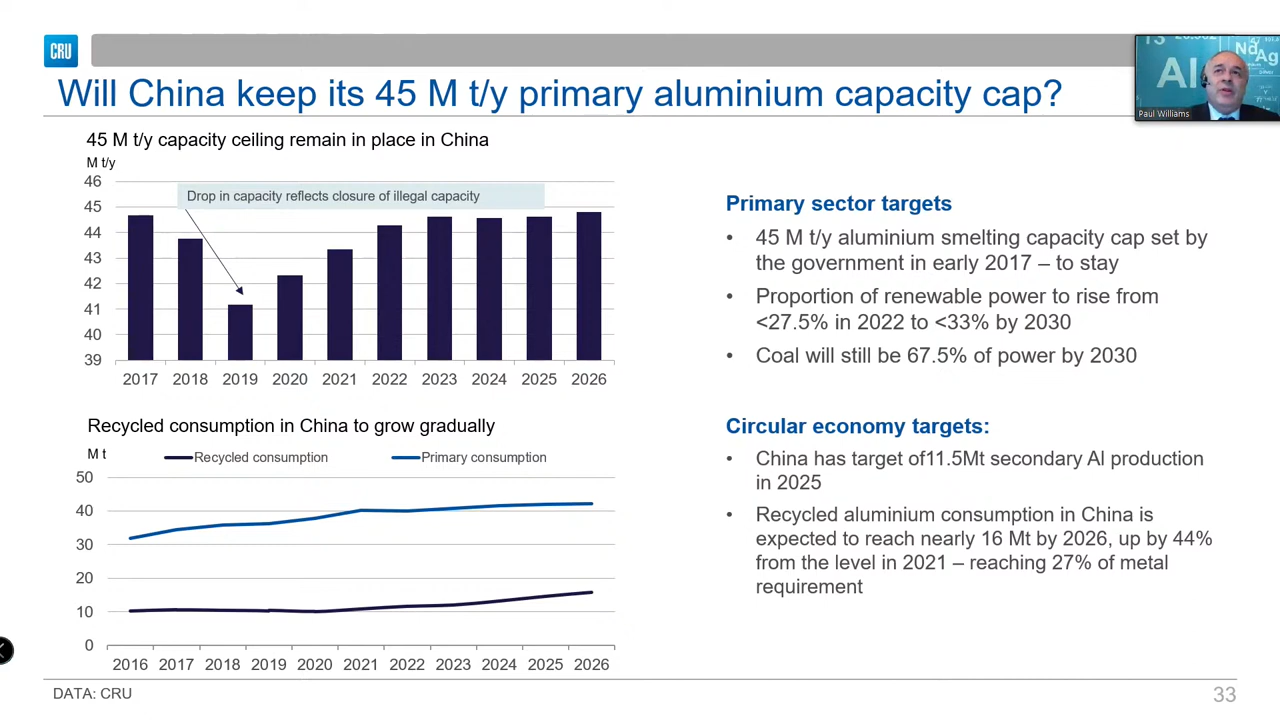 CRU
Will China keep its 45 M t/y primary aluminium capacity cap?
Al
Nd
Ag
Paul Williams
45 M t/y capacity ceiling remain in place in China
M t/y
46
45
44
43
42
41
40
39
Drop in capacity reflects closure of illegal capacity
2017 2018 2019 2020 2021 2022 2023 2024 2025 2026
Recycled consumption in China to grow gradually
M t
Recycled consumption Primary consumption
50
40
30
20
10
0
2016 2017 2018 2019 2020 2021 2022 2023 2024 2025 2026
Primary sector targets
• 45 M t/y aluminium smelting capacity cap set by
the government in early 2017 – to stay
• Proportion of renewable power to rise from
<27.5% in 2022 to <33% by 2030
• Coal will still be 67.5% of power by 2030
Circular economy targets:
• China has target of11.5Mt secondary Al production
in 2025
• Recycled aluminium consumption in China is
expected to reach nearly 16 Mt by 2026, up by 44%
from the level in 2021 – reaching 27% of metal
requirement
DATA: CRU
33